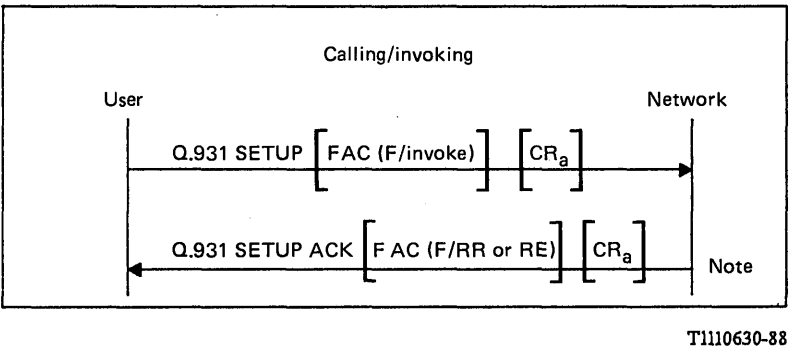 Calling/invoking
User Network
Q.931 SETUP [FAC (F/invoke)] [CRa]
Q.931 SETUP ACK [F AC (F/RR or RE)] [CRa] Note
T1110630-88